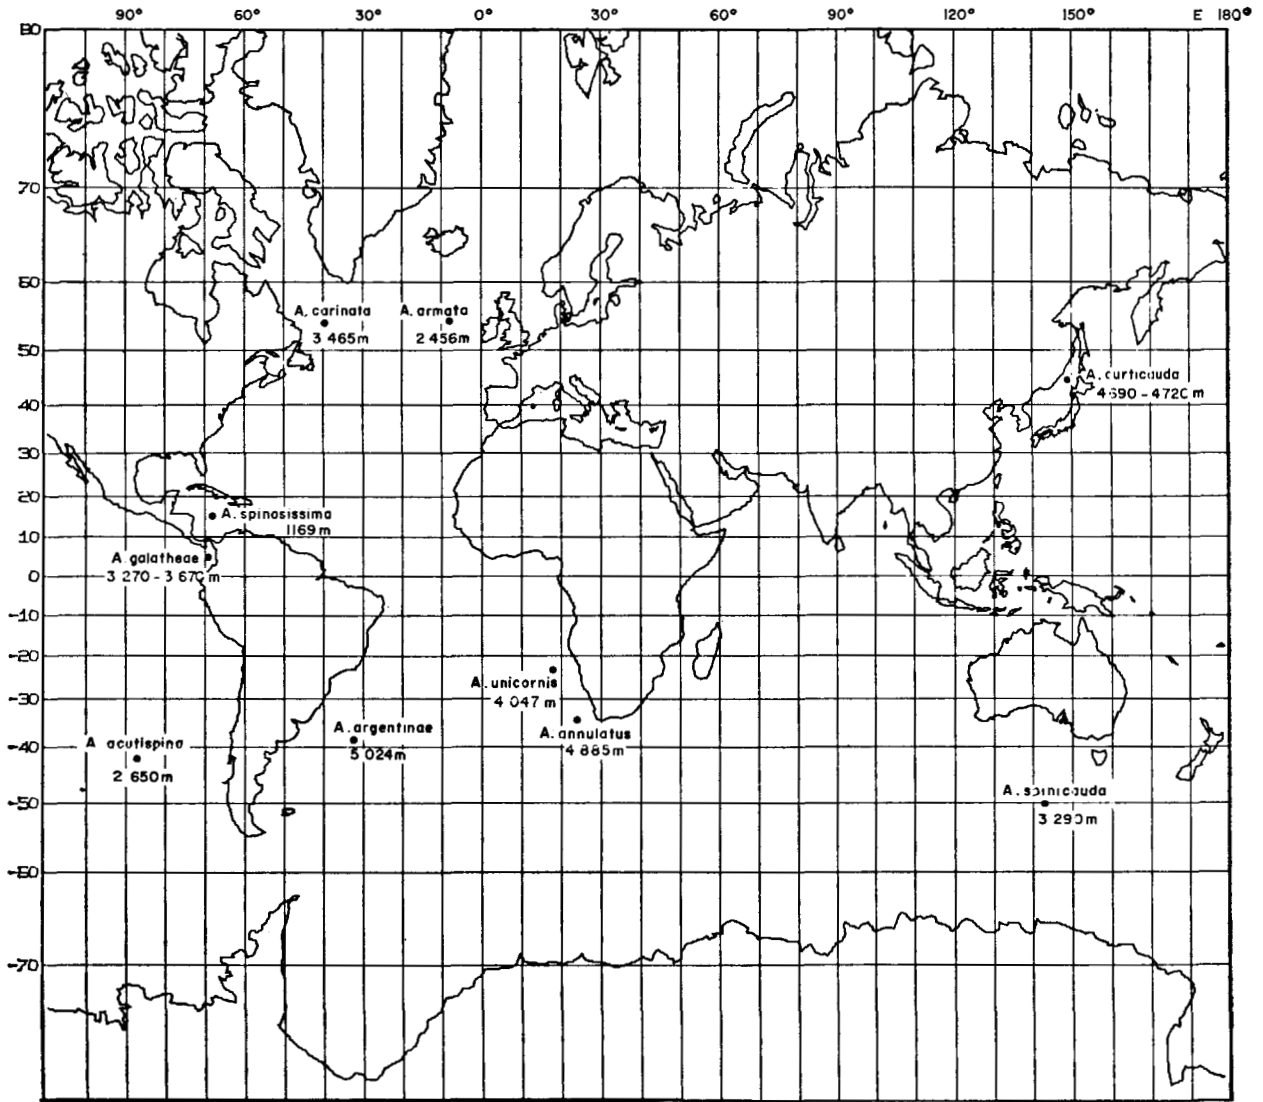 90° 60° 30° 0° 30° 60° 90° 120° 150° E 180°
80
70
60
50
40
30
20
10
0
-10
-20
-30
-40
-50
-60
-70
A. carinata
3 465m
A. armata
2 456m
A. curticauda
4 690 - 4720 m
A. spinosissima
1169 m
A. galatheae
3 270 - 3 670 m
A. unicornis
4 047 m
A. annulatus
4 885m
A. argentinae
5 024m
A. acutispina
2 650m
A. spinicauda
3 290m